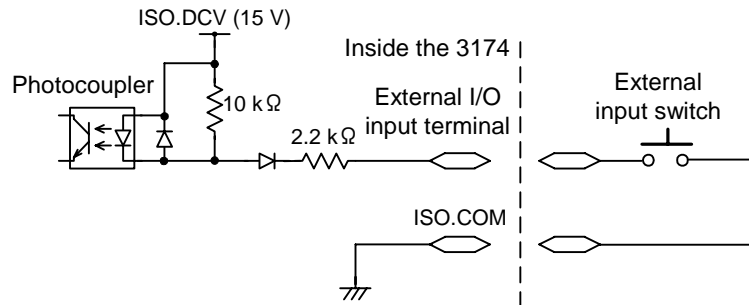 ISO.DCV (15 V)
Inside the 3174
Photocoupler
10 kΩ
External I/O
input terminal
External
input switch
2.2 kΩ
ISO.COM